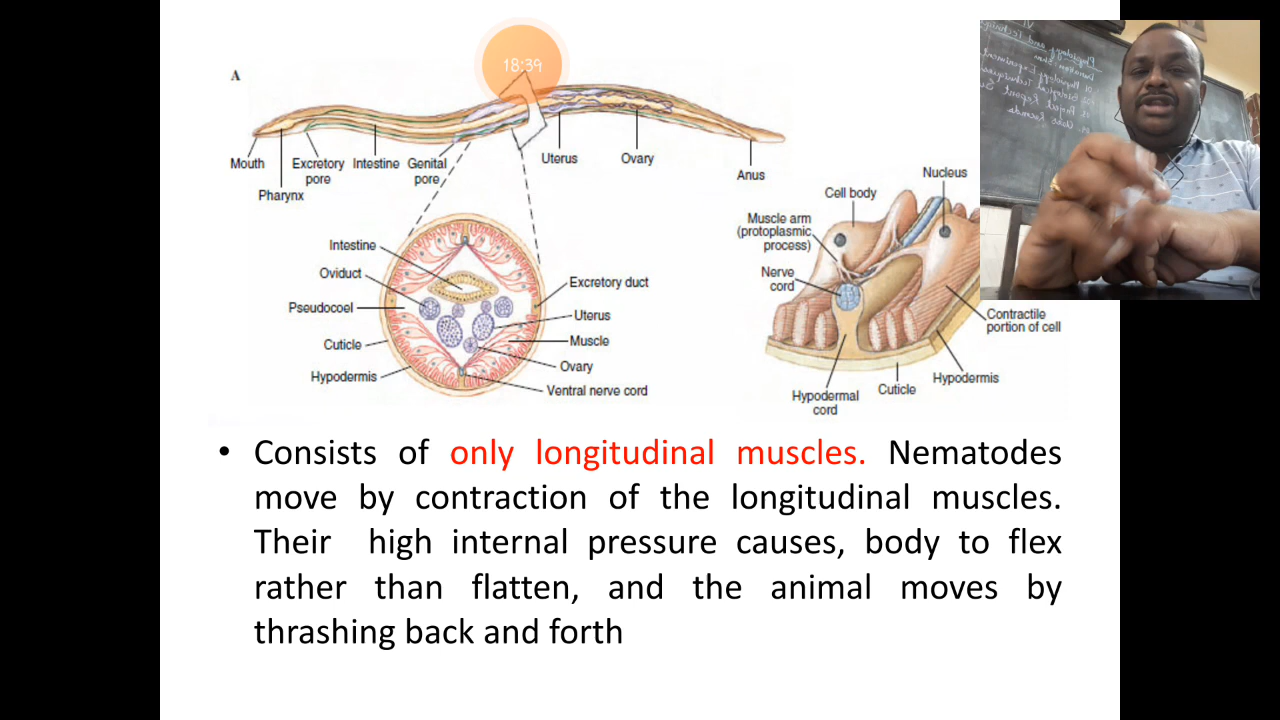 18:39
A
Mouth
Pharynx
Excretory
pore
Intestine
Genital
pore
Uterus
Ovary
Anus
Intestine
Oviduct
Pseudocoel
Cuticle
Hypodermis
Excretory duct
Uterus
Muscle
Ovary
Ventral nerve cord
Cell body
Nucleus
Muscle arm
(protoplasmic
process)
Nerve
cord
Contractile
portion of cell
Hypodermis
Cuticle
Hypodermal
cord
• Consists of only longitudinal muscles. Nematodes
move by contraction of the longitudinal muscles.
Their high internal pressure causes, body to flex
rather than flatten, and the animal moves by
thrashing back and forth